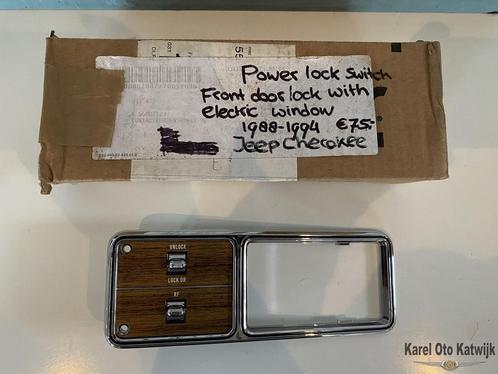 Power lock switch
Front door lock with
electric window
1988-1994 €75,-
Jeep Cherokee
UNLOCK
LOCK DR
RF
Karel Oto Katwijk